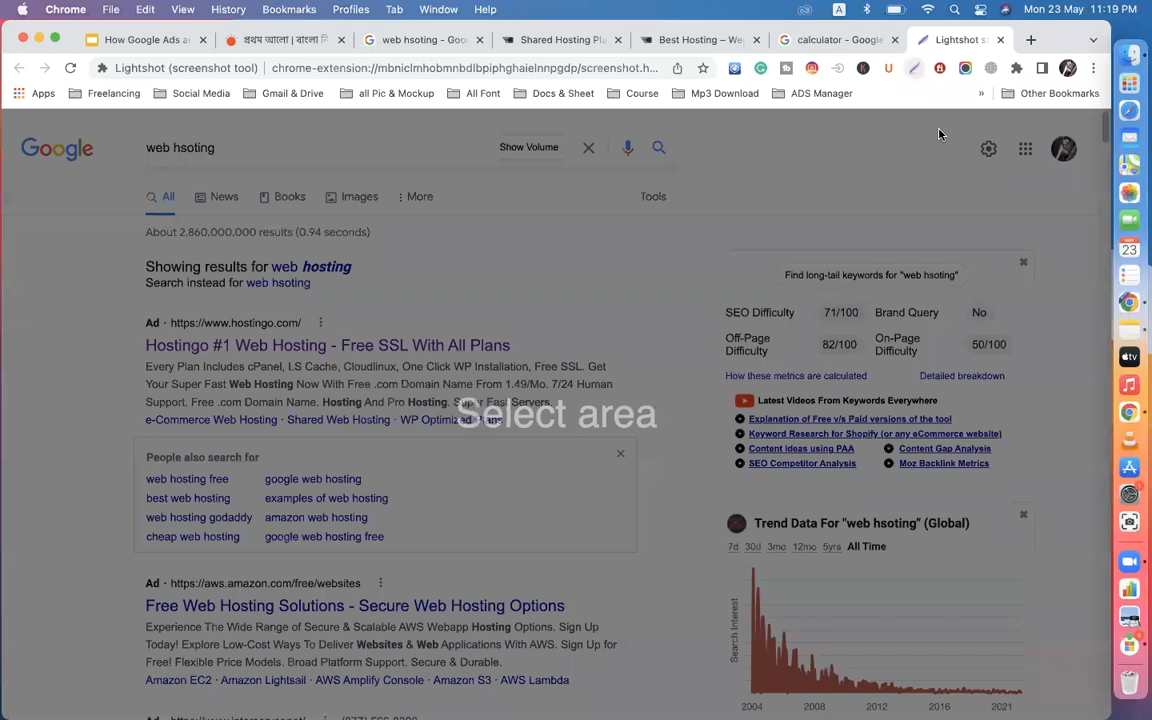 Chrome File Edit View History Bookmarks Profiles Tab Window Help A Mon 23 May 11:19 PM
How Google Ads a প্রথম আলো | বাংলা নি web hsoting - Goo Shared Hosting Pla Best Hosting – We calculator - Google Lightshot sc
Lightshot (screenshot tool) chrome-extension://mbniclmhobmnbdlbpiphghaielnnpgdp/screenshot.h...
Apps Freelancing Social Media Gmail & Drive all Pic & Mockup All Font Docs & Sheet Course Mp3 Download ADS Manager » Other Bookmarks
Google web hsoting Show Volume
All News Books Images More Tools
About 2,860,000,000 results (0.94 seconds)
Showing results for web hosting
Search instead for web hsoting
Ad · https://www.hostingo.com/
Hostingo #1 Web Hosting - Free SSL With All Plans
Every Plan Includes cPanel, LS Cache, Cloudlinux, One Click WP Installation, Free SSL. Get
Your Super Fast Web Hosting Now With Free .com Domain Name From 1.49/Mo. 7/24 Human
Support. Free .com Domain Name. Hosting And Pro Hosting. Super Fast Servers.
e-Commerce Web Hosting · Shared Web Hosting · WP Optimized Plans
Select area
People also search for
web hosting free google web hosting
best web hosting examples of web hosting
web hosting godaddy amazon web hosting
cheap web hosting google web hosting free
Ad · https://aws.amazon.com/free/websites
Free Web Hosting Solutions - Secure Web Hosting Options
Experience The Wide Range of Secure & Scalable AWS Webapp Hosting Options. Sign Up
Today! Explore Low-Cost Ways To Deliver Websites & Web Applications With AWS. Sign Up for
Free! Flexible Price Models. Broad Platform Support. Secure & Durable.
Amazon EC2 · Amazon Lightsail · AWS Amplify Console · Amazon S3 · AWS Lambda
Find long-tail keywords for "web hsoting"
SEO Difficulty 71/100 Brand Query No
Off-Page Difficulty 82/100 On-Page Difficulty 50/100
How these metrics are calculated Detailed breakdown
Latest Videos From Keywords Everywhere
Explanation of Free v/s Paid versions of the tool
Keyword Research for Shopify (or any eCommerce website)
Content Ideas using PAA Content Gap Analysis
SEO Competitor Analysis Moz Backlink Metrics
Trend Data For "web hsoting" (Global)
7d 30d 3mo 12mo 5yrs All Time
Search Interest
2004 2008 2012 2016 2021